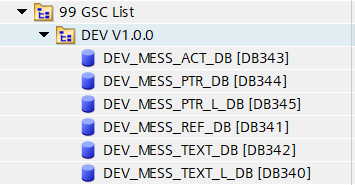 99 GSC List
DEV V1.0.0
DEV_MESS_ACT_DB [DB343]
DEV_MESS_PTR_DB [DB344]
DEV_MESS_PTR_L_DB [DB345]
DEV_MESS_REF_DB [DB341]
DEV_MESS_TEXT_DB [DB342]
DEV_MESS_TEXT_L_DB [DB340]